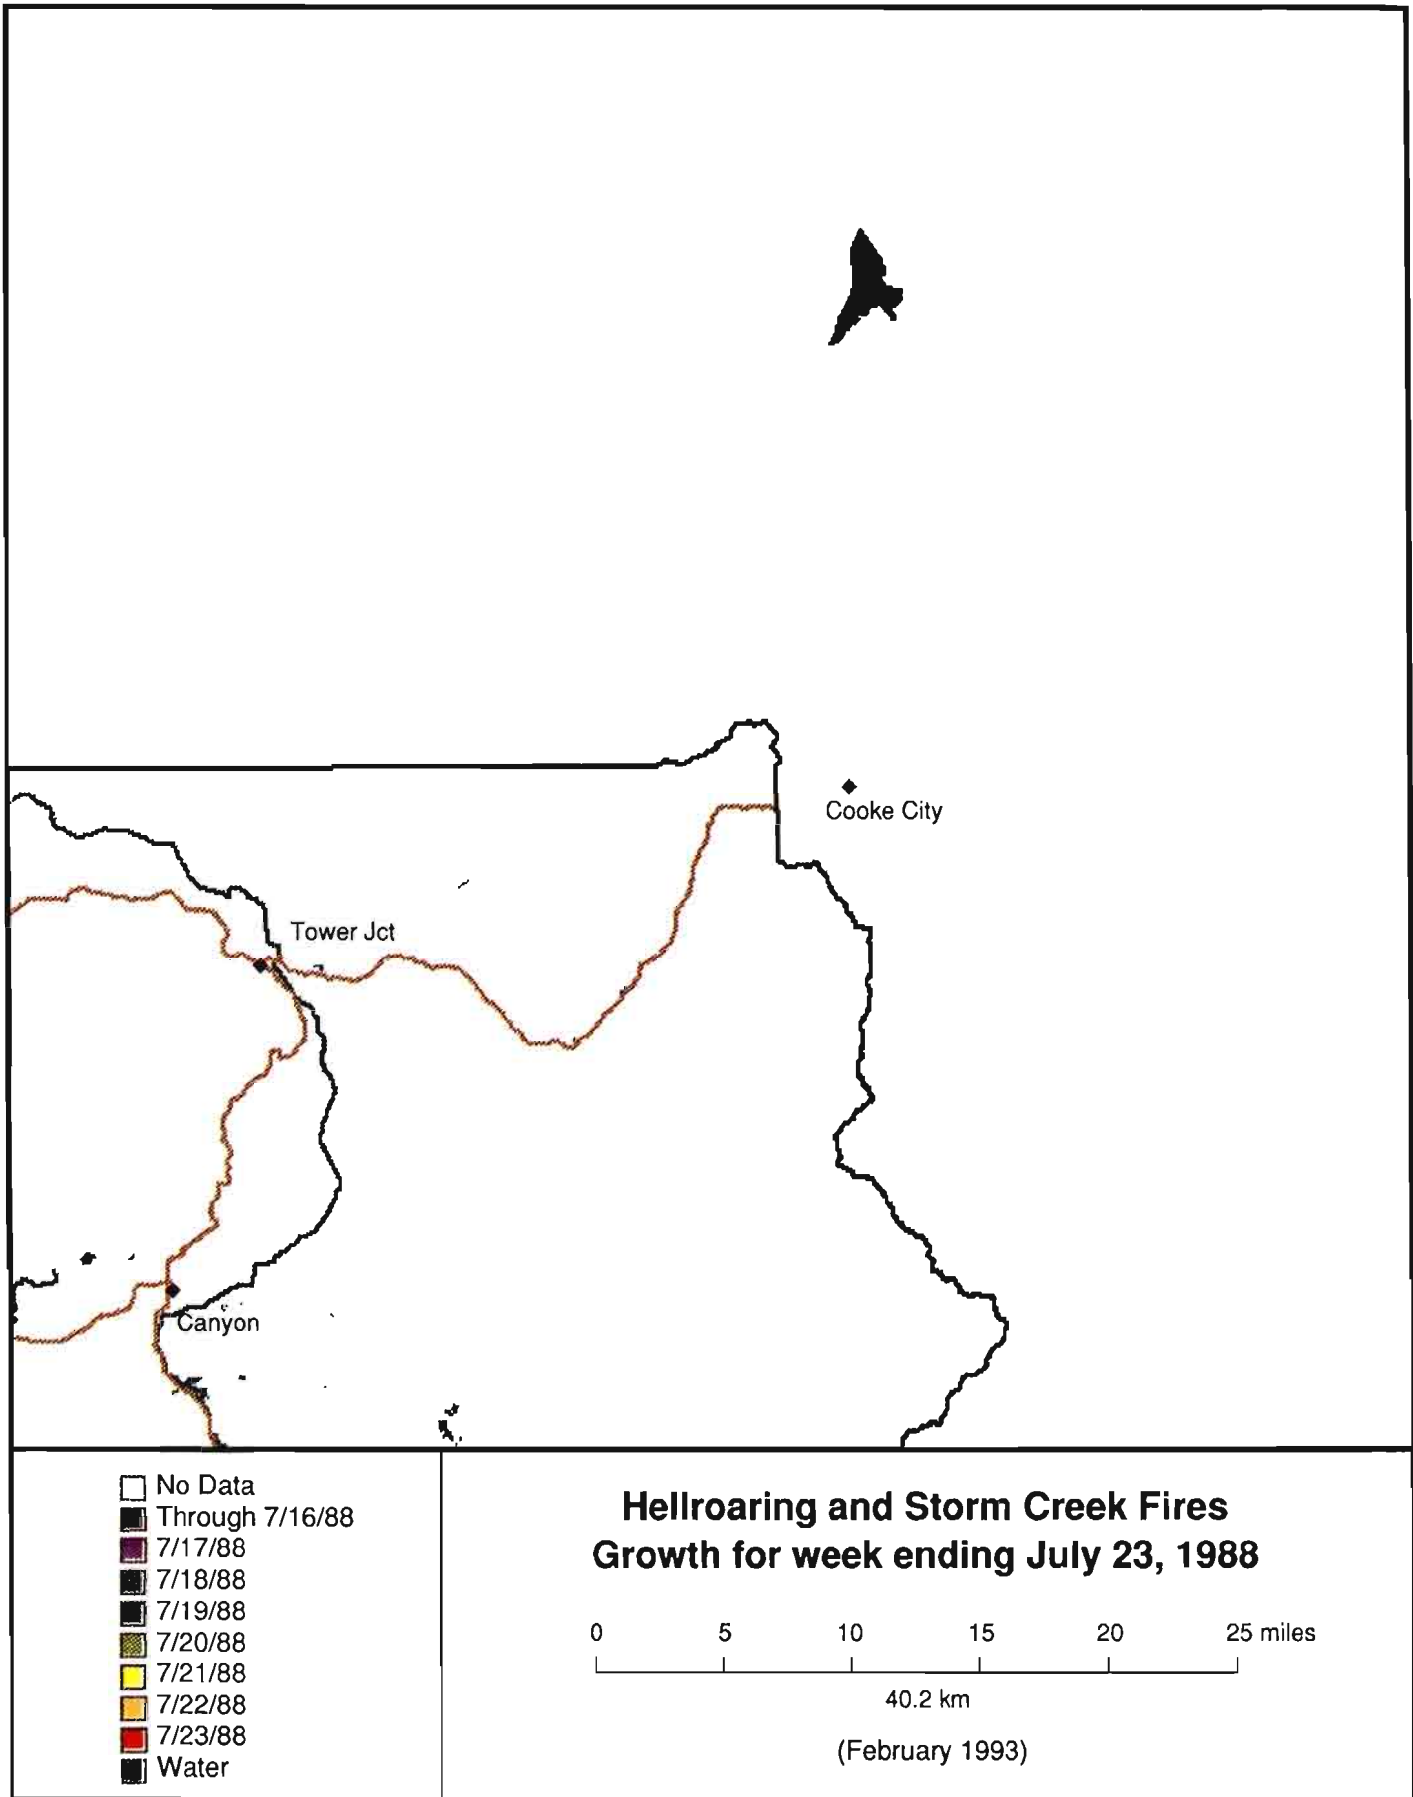 Cooke City
Tower Jct
Canyon
No Data
Through 7/16/88
7/17/88
7/18/88
7/19/88
7/20/88
7/21/88
7/22/88
7/23/88
Water
Hellroaring and Storm Creek Fires
Growth for week ending July 23, 1988
0 5 10 15 20 25 miles
40.2 km
(February 1993)